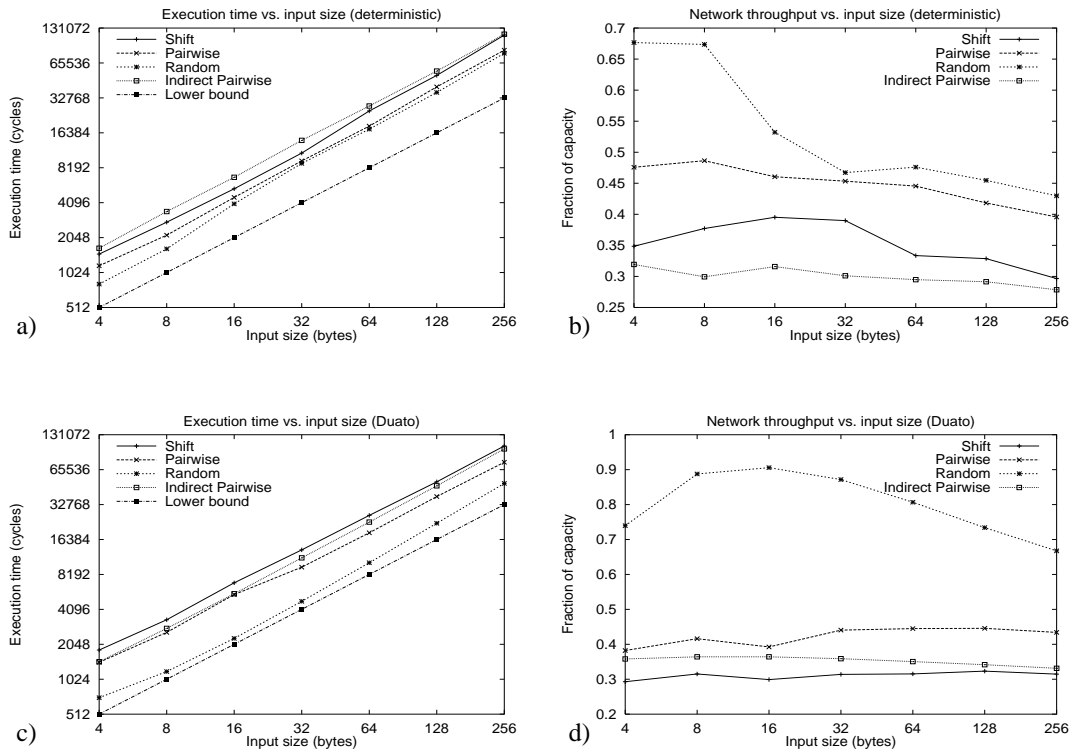 Execution time vs. input size (deterministic)
131072
65536
32768
16384
8192
4096
2048
1024
512
Execution time (cycles)
Shift
Pairwise
Random
Indirect Pairwise
Lower bound
4 8 16 32 64 128 256
Input size (bytes)
a)
Network throughput vs. input size (deterministic)
0.7
0.65
0.6
0.55
0.5
0.45
0.4
0.35
0.3
0.25
Fraction of capacity
Shift
Pairwise
Random
Indirect Pairwise
4 8 16 32 64 128 256
Input size (bytes)
b)
Execution time vs. input size (Duato)
131072
65536
32768
16384
8192
4096
2048
1024
512
Execution time (cycles)
Shift
Pairwise
Random
Indirect Pairwise
Lower bound
4 8 16 32 64 128 256
Input size (bytes)
c)
Network throughput vs. input size (Duato)
1
0.9
0.8
0.7
0.6
0.5
0.4
0.3
0.2
Fraction of capacity
Shift
Pairwise
Random
Indirect Pairwise
4 8 16 32 64 128 256
Input size (bytes)
d)